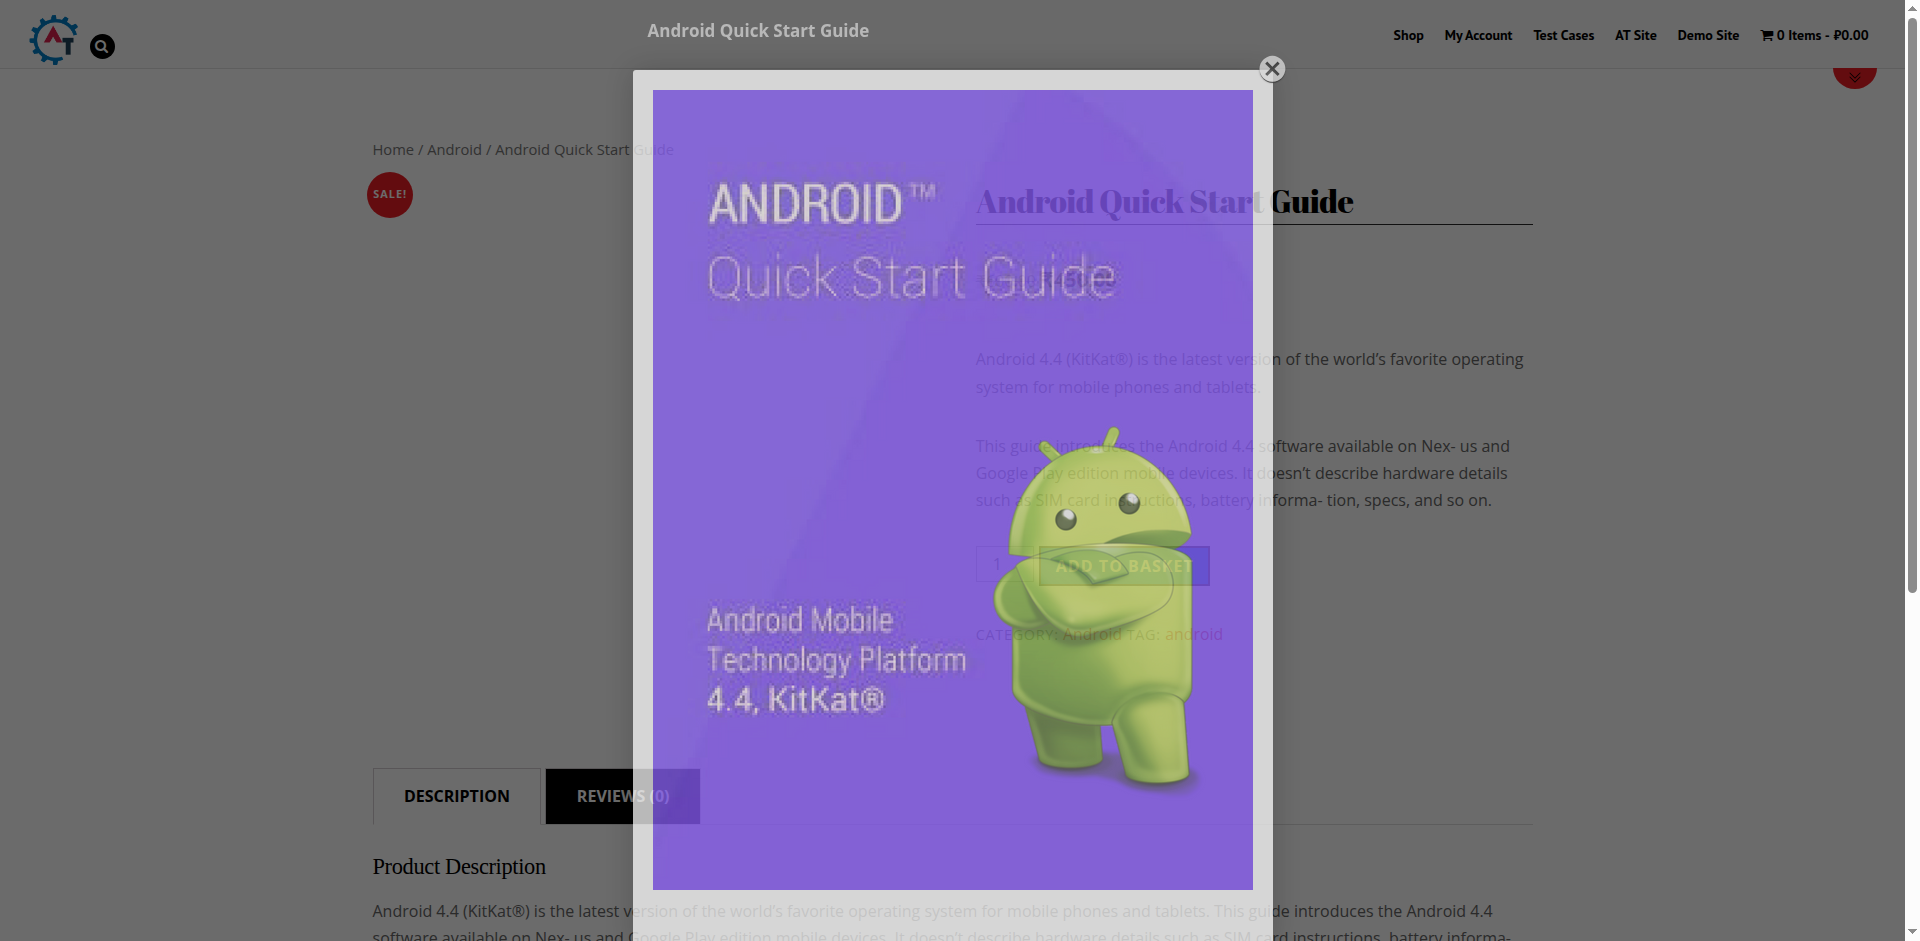 Android Quick Start Guide
AT
Shop My Account Test Cases AT Site Demo Site 0 Items - ₽0.00
Home / Android / Android Quick Start Guide
SALE!
Android Quick Start Guide
ANDROID™
Quick Start Guide
Android 4.4 (KitKat®) is the latest version of the world’s favorite operating
system for mobile phones and tablets.
This guide introduces the Android 4.4 software available on Nex- us and
Google Play edition mobile devices. It doesn’t describe hardware details
such as SIM card instructions, battery informa- tion, specs, and so on.
1 ADD TO BASKET
CATEGORY: Android TAG: android
Android Mobile
Technology Platform
4.4, KitKat®
DESCRIPTION REVIEWS (0)
Product Description
Android 4.4 (KitKat®) is the latest version of the world’s favorite operating system for mobile phones and tablets. This guide introduces the Android 4.4
software available on Nex- us and Google Play edition mobile devices. It doesn’t describe hardware details such as SIM card instructions, battery informa-